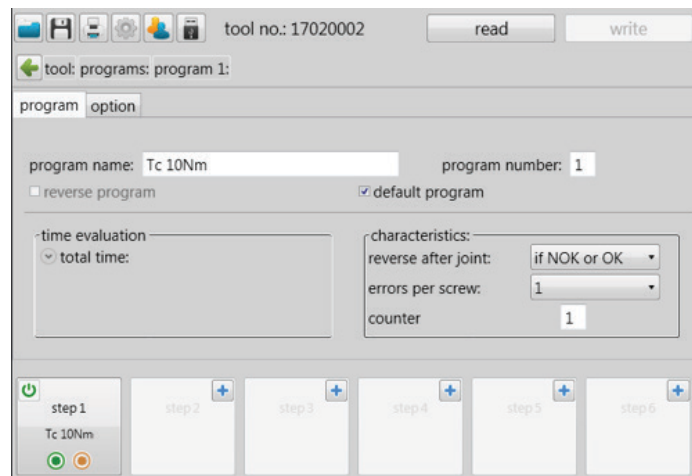 tool no.: 17020002 read write
tool: programs: program 1:
program option
program name: Tc 10Nm program number: 1
reverse program default program
time evaluation
total time:
characteristics:
reverse after joint: if NOK or OK
errors per screw: 1
counter 1
step 1 step 2 step 3 step 4 step 5 step 6
Tc 10Nm